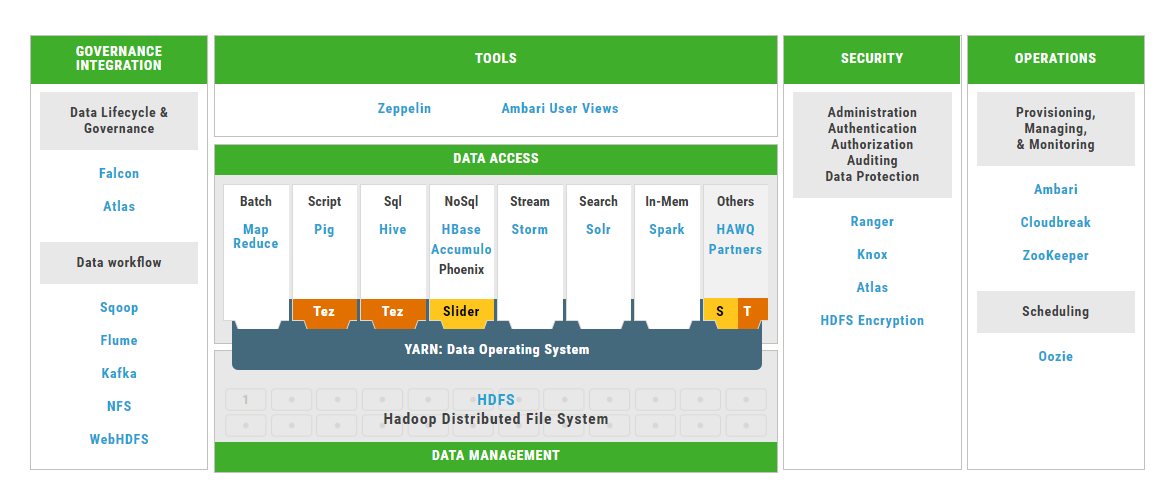 GOVERNANCE
INTEGRATION
Data Lifecycle &
Governance
Falcon
Atlas
Data workflow
Sqoop
Flume
Kafka
NFS
WebHDFS
TOOLS
Zeppelin
Ambari User Views
DATA ACCESS
Batch
Map
Reduce
Script
Pig
Tez
Sql
Hive
Tez
NoSql
HBase
Accumulo
Phoenix
Slider
Stream
Storm
Search
Solr
In-Mem
Spark
Others
HAWQ
Partners
S
T
YARN: Data Operating System
1
HDFS
Hadoop Distributed File System
DATA MANAGEMENT
SECURITY
Administration
Authentication
Authorization
Auditing
Data Protection
Ranger
Knox
Atlas
HDFS Encryption
OPERATIONS
Provisioning,
Managing,
& Monitoring
Ambari
Cloudbreak
ZooKeeper
Scheduling
Oozie